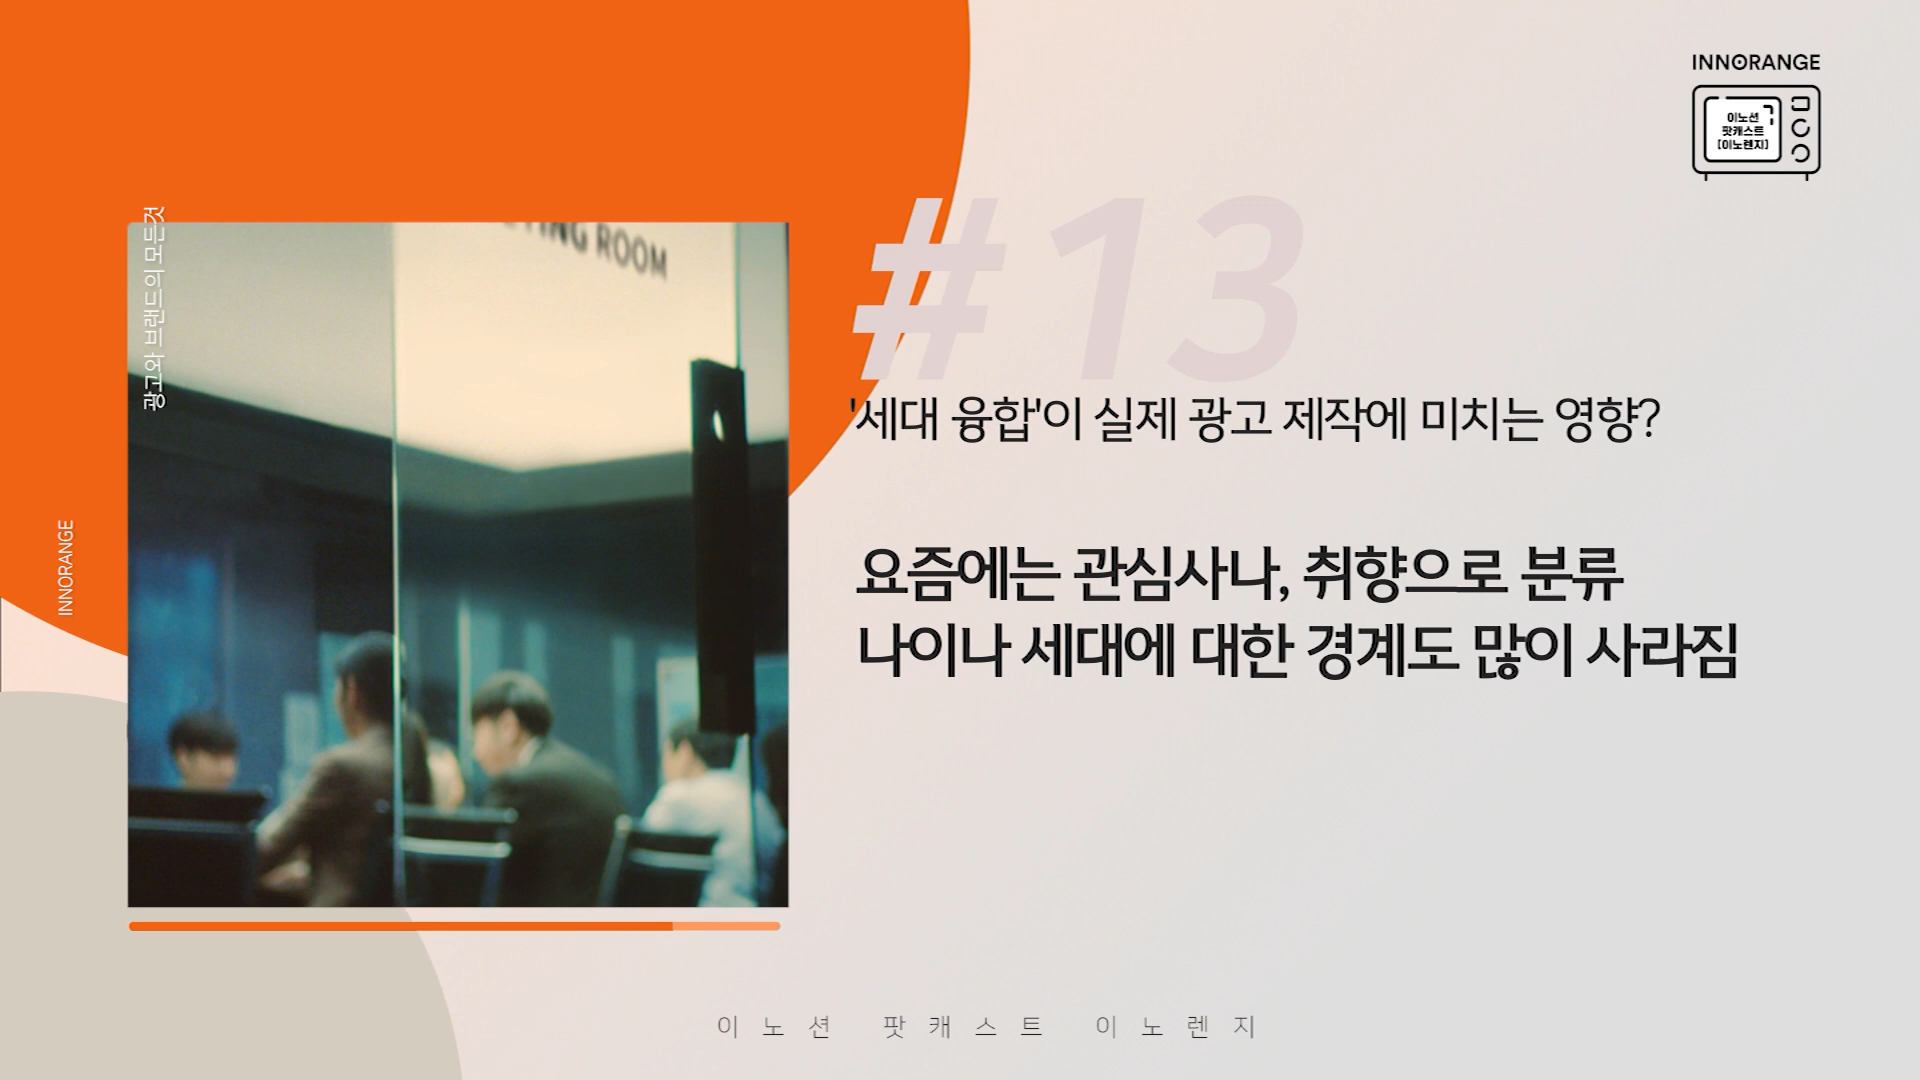 INNORANGE
이노션
팟캐스트
[이노렌지]
광고와 브랜드의 모든것
ING ROOM
INNORANGE
#13
'세대 융합'이 실제 광고 제작에 미치는 영향?
요즘에는 관심사나, 취향으로 분류
나이나 세대에 대한 경계도 많이 사라짐
이노션 팟캐스트 이노렌지